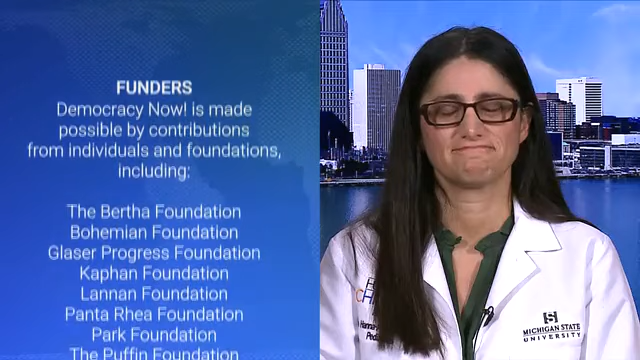 FUNDERS
Democracy Now! is made
possible by contributions
from individuals and foundations,
including:
The Bertha Foundation
Bohemian Foundation
Glaser Progress Foundation
Kaphan Foundation
Lannan Foundation
Panta Rhea Foundation
Park Foundation
The Puffin Foundation
S
MICHIGAN STATE
UNIVERSITY